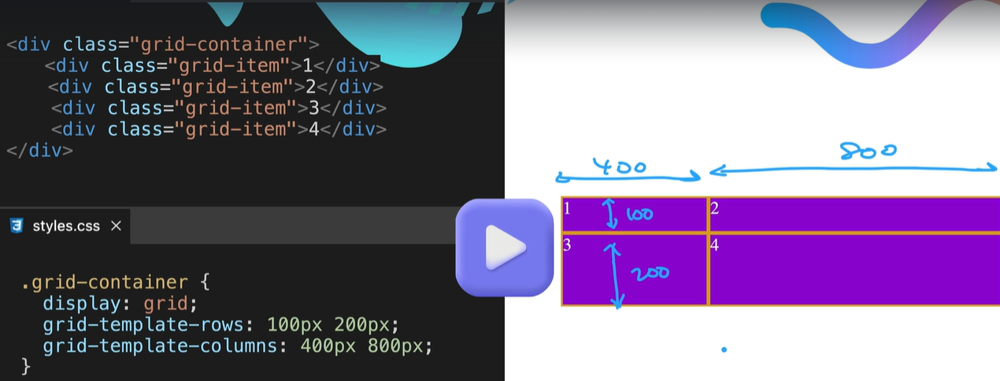 <div class="grid-container">
<div class="grid-item">1</div>
<div class="grid-item">2</div>
<div class="grid-item">3</div>
<div class="grid-item">4</div>
</div>
styles.css
.grid-container {
display: grid;
grid-template-rows: 100px 200px;
grid-template-columns: 400px 800px;
}
400 800
1 100 2
3 200 4